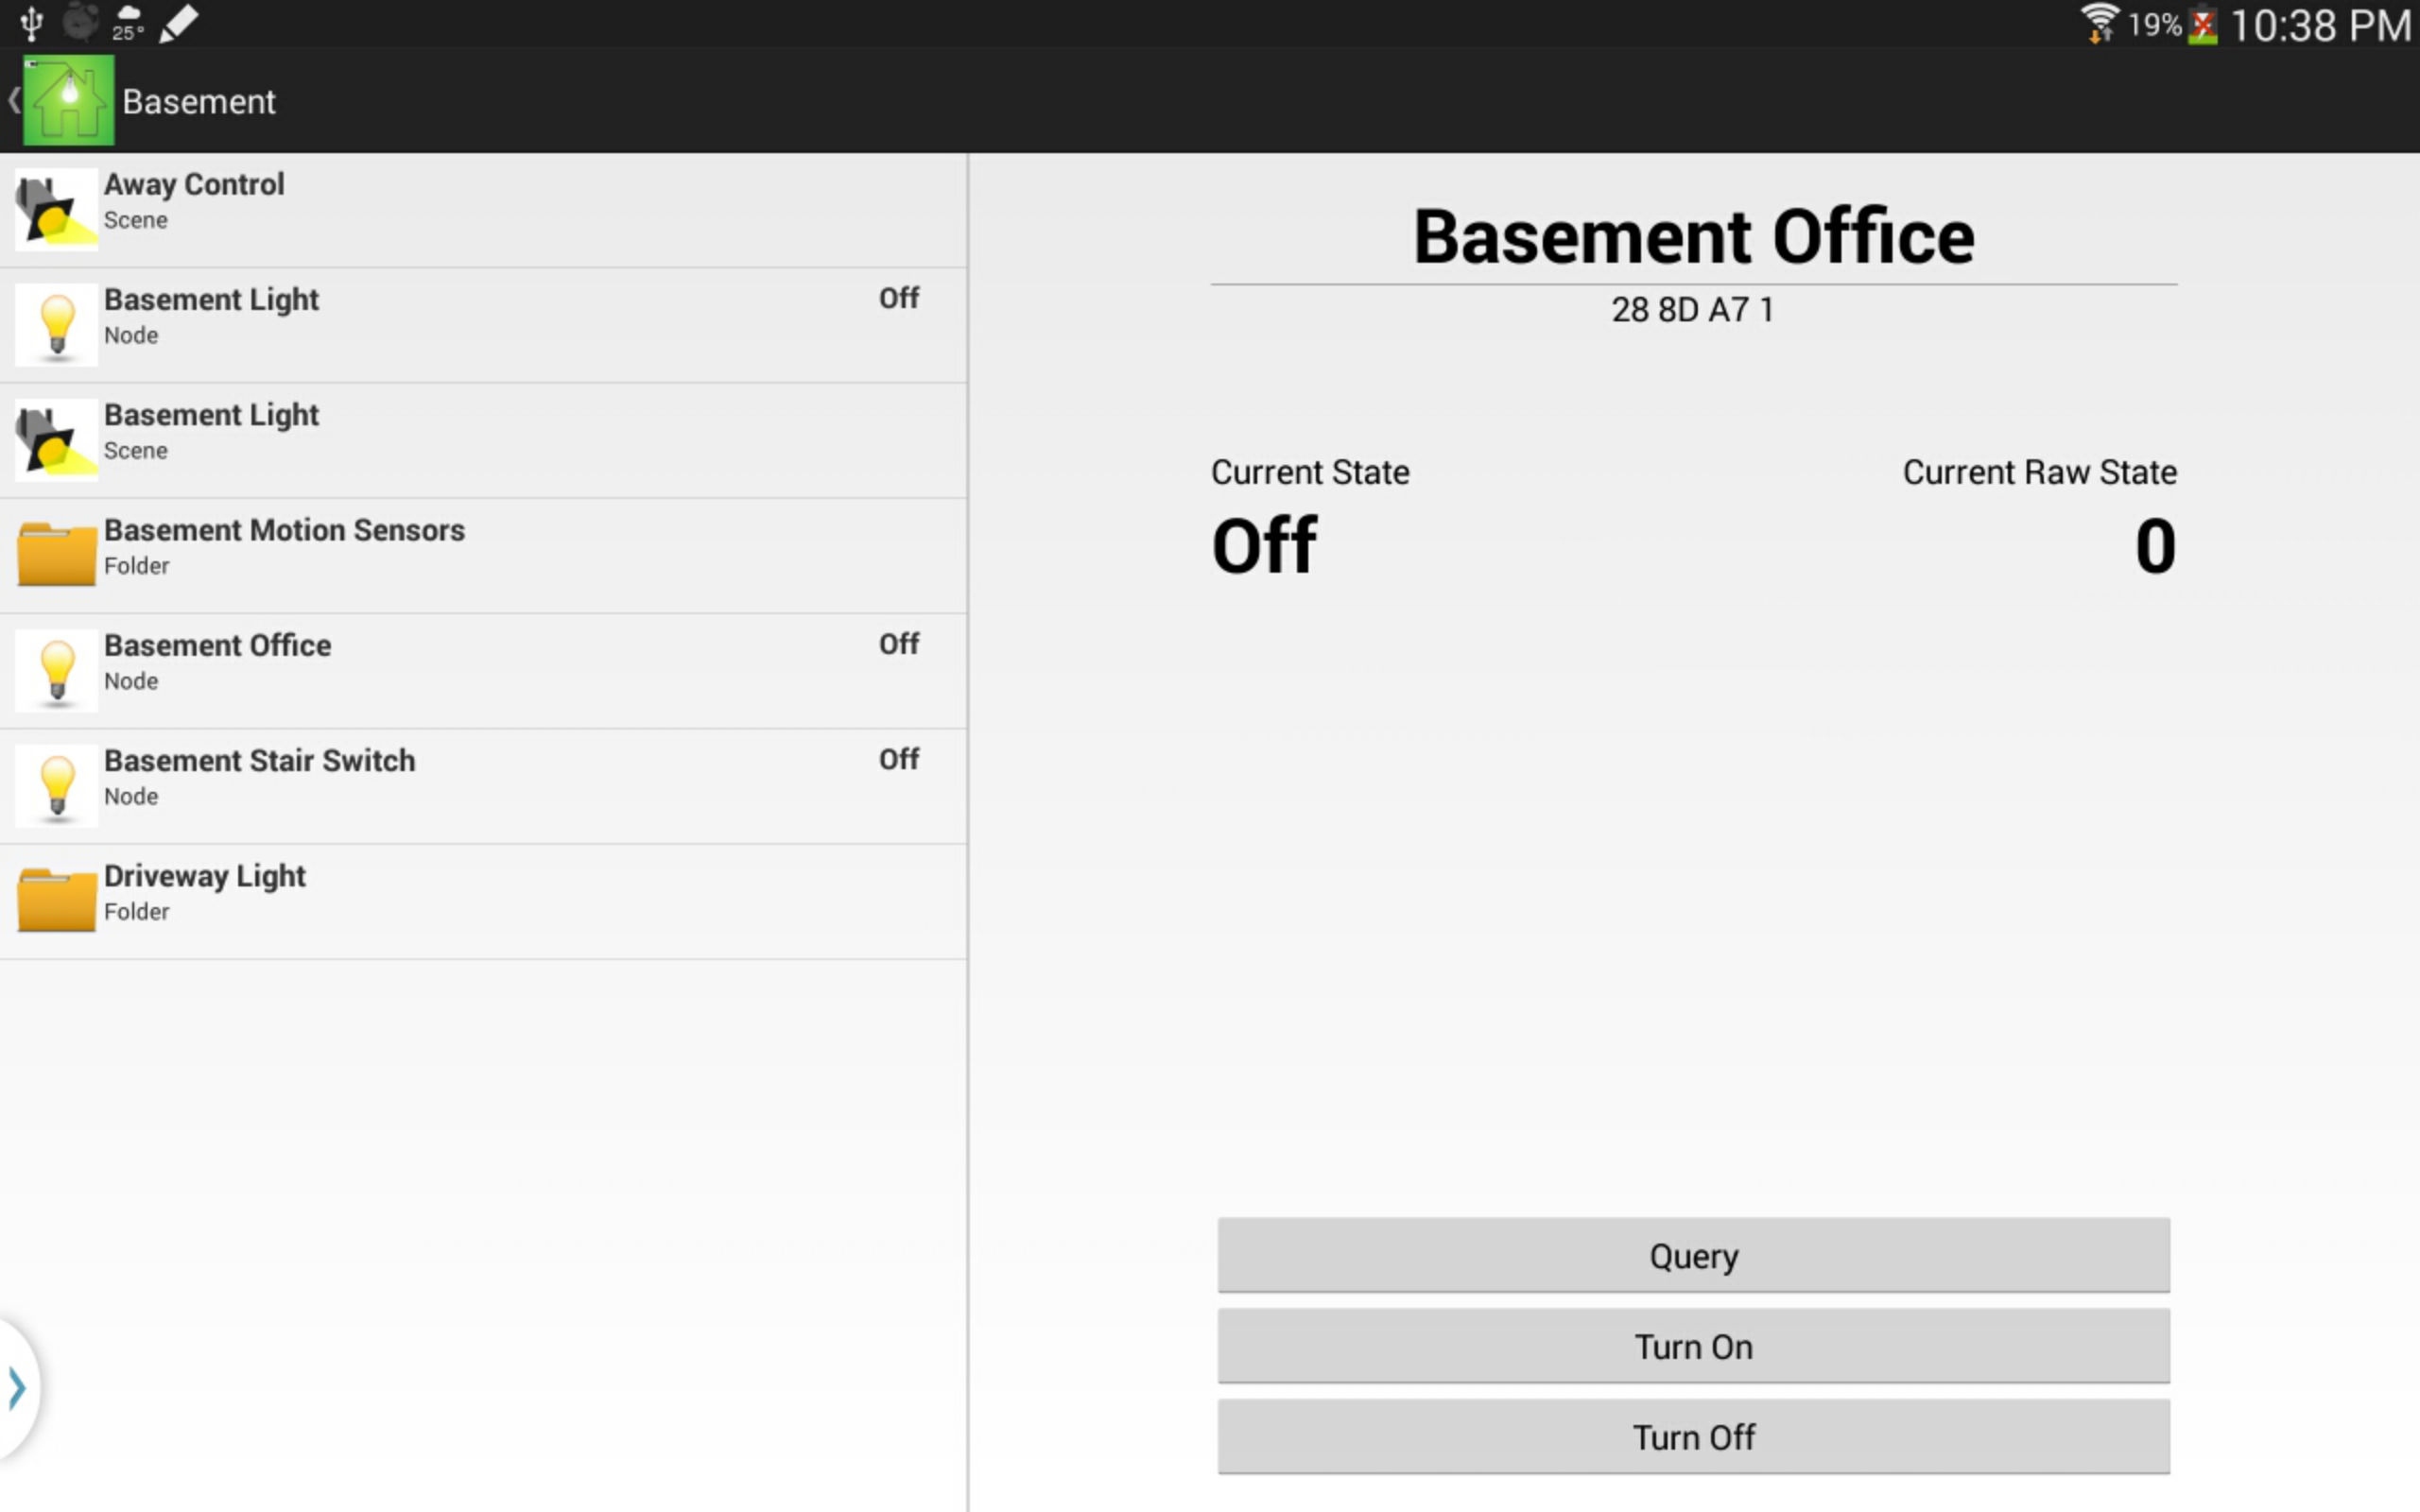 25°
19%
10:38 PM
Basement
Away Control
Scene
Basement Light
Off
Node
Basement Light
Scene
Basement Motion Sensors
Folder
Basement Office
Off
Node
Basement Stair Switch
Off
Node
Driveway Light
Folder
Basement Office
28 8D A7 1
Current State
Current Raw State
Off
0
Query
Turn On
Turn Off